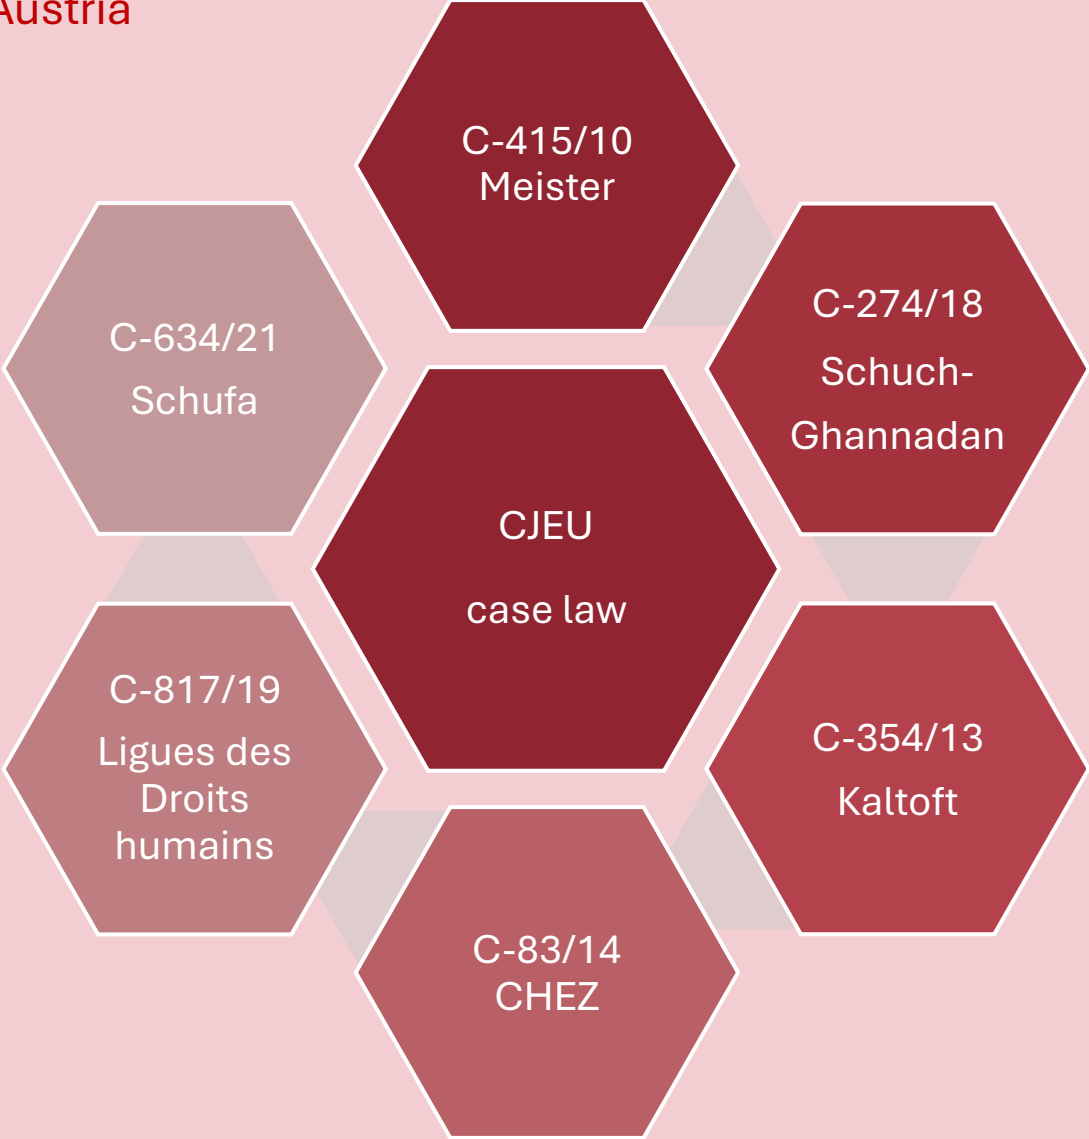 Austria
C-415/10
Meister
C-274/18
Schuch-
Ghannadan
C-634/21
Schufa
CJEU
case law
C-817/19
Ligues des
Droits
humains
C-354/13
Kaltoft
C-83/14
CHEZ